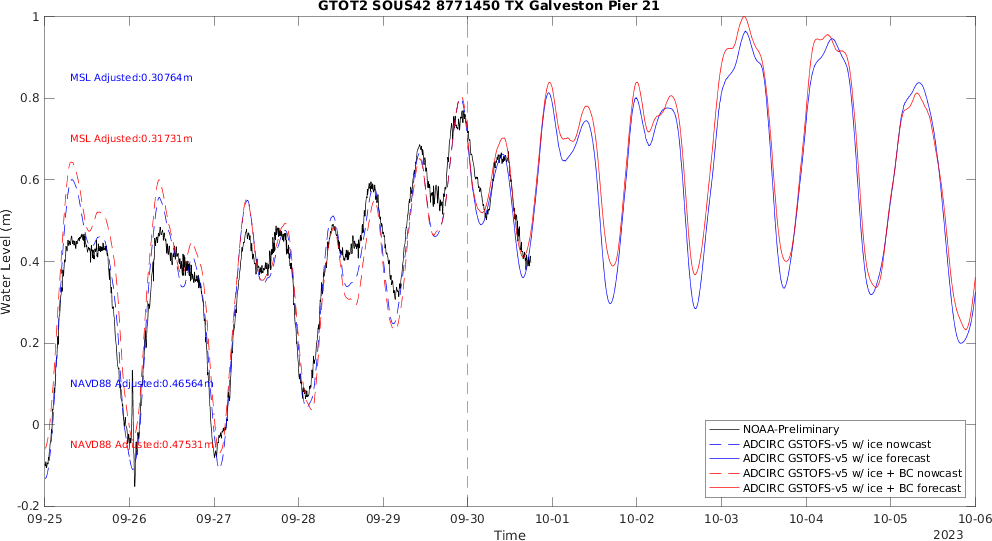 GTOT2 SOUS42 8771450 TX Galveston Pier 21
Water Level (m)
1
0.8
0.6
0.4
0.2
0
-0.2
MSL Adjusted:0.30764m
MSL Adjusted:0.31731m
NAVD88 Adjusted:0.46564m
NAVD88 Adjusted:0.47531m
NOAA-Preliminary
ADCIRC GSTOFS-v5 w/ ice nowcast
ADCIRC GSTOFS-v5 w/ ice forecast
ADCIRC GSTOFS-v5 w/ ice + BC nowcast
ADCIRC GSTOFS-v5 w/ ice + BC forecast
09-25 09-26 09-27 09-28 09-29 09-30 10-01 10-02 10-03 10-04 10-05 10-06
Time
2023